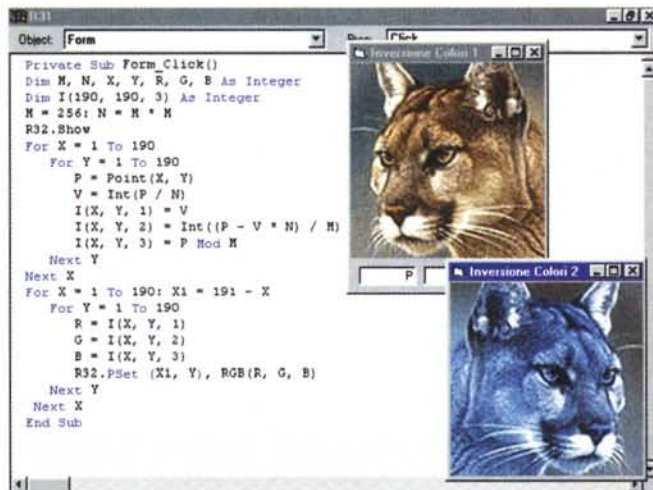 R31
Object: Form
Proc: Click
Private Sub Form_Click()
Dim M, N, X, Y, R, G, B As Integer
Dim I(190, 190, 3) As Integer
M = 256: N = M * M
R32.Show
For X = 1 To 190
For Y = 1 To 190
P = Point(X, Y)
V = Int(P / N)
I(X, Y, 1) = V
I(X, Y, 2) = Int((P - V * N) / M)
I(X, Y, 3) = P Mod M
Next Y
Next X
For X = 1 To 190: X1 = 191 - X
For Y = 1 To 190
R = I(X, Y, 1)
G = I(X, Y, 2)
B = I(X, Y, 3)
R32.PSet (X1, Y), RGB(R, G, B)
Next Y
Next X
End Sub
Inversione Colori 1
P
Inversione Colori 2